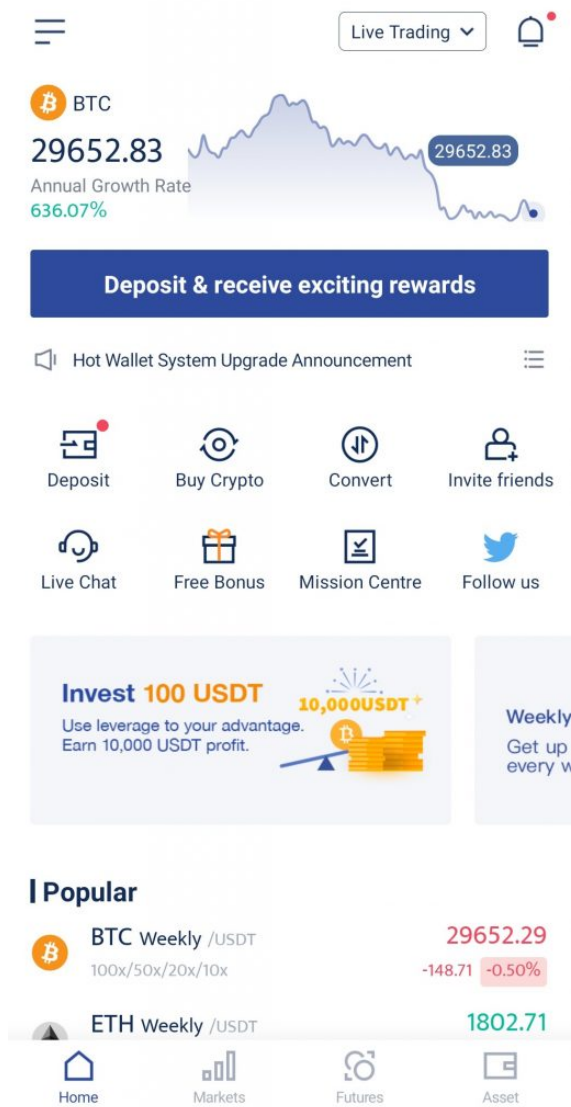 Live Trading
BTC
29652.83
29652.83
Annual Growth Rate
636.07%
Deposit & receive exciting rewards
Hot Wallet System Upgrade Announcement
Deposit
Buy Crypto
Convert
Invite friends
Live Chat
Free Bonus
Mission Centre
Follow us
Invest 100 USDT
Use leverage to your advantage.
Earn 10,000 USDT profit.
10,000USDT
Weekly
Get up
every w
Popular
BTC Weekly /USDT
29652.29
100x/50x/20x/10x
-148.71 -0.50%
ETH Weekly /USDT
1802.71
Home
Markets
Futures
Asset